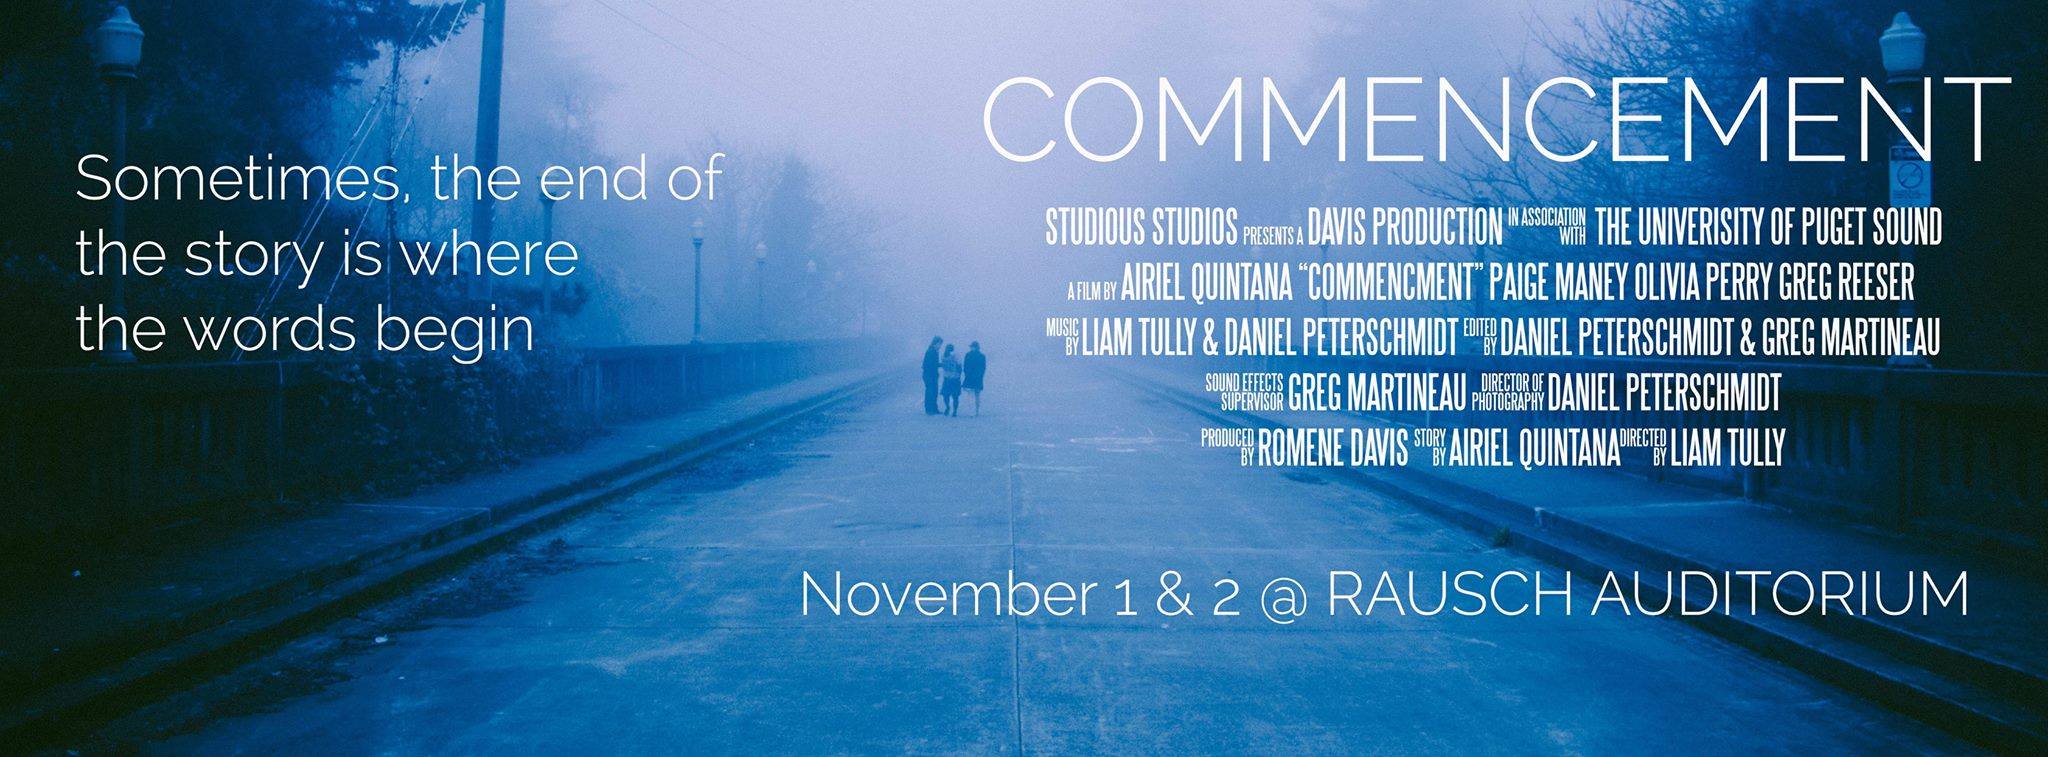 Sometimes, the end of
the story is where
the words begin
COMMENCEMENT
STUDIOUS STUDIOS PRESENTS A DAVIS PRODUCTION IN ASSOCIATION WITH THE UNIVERISITY OF PUGET SOUND
A FILM BY AIRIEL QUINTANA “COMMENCMENT” PAIGE MANEY OLIVIA PERRY GREG REESER
MUSIC BY LIAM TULLY & DANIEL PETERSCHMIDT EDITED BY DANIEL PETERSCHMIDT & GREG MARTINEAU
SOUND EFFECTS SUPERVISOR GREG MARTINEAU DIRECTOR OF PHOTOGRAPHY DANIEL PETERSCHMIDT
PRODUCED BY ROMENE DAVIS STORY BY AIRIEL QUINTANA DIRECTED BY LIAM TULLY
November 1 & 2 @ RAUSCH AUDITORIUM